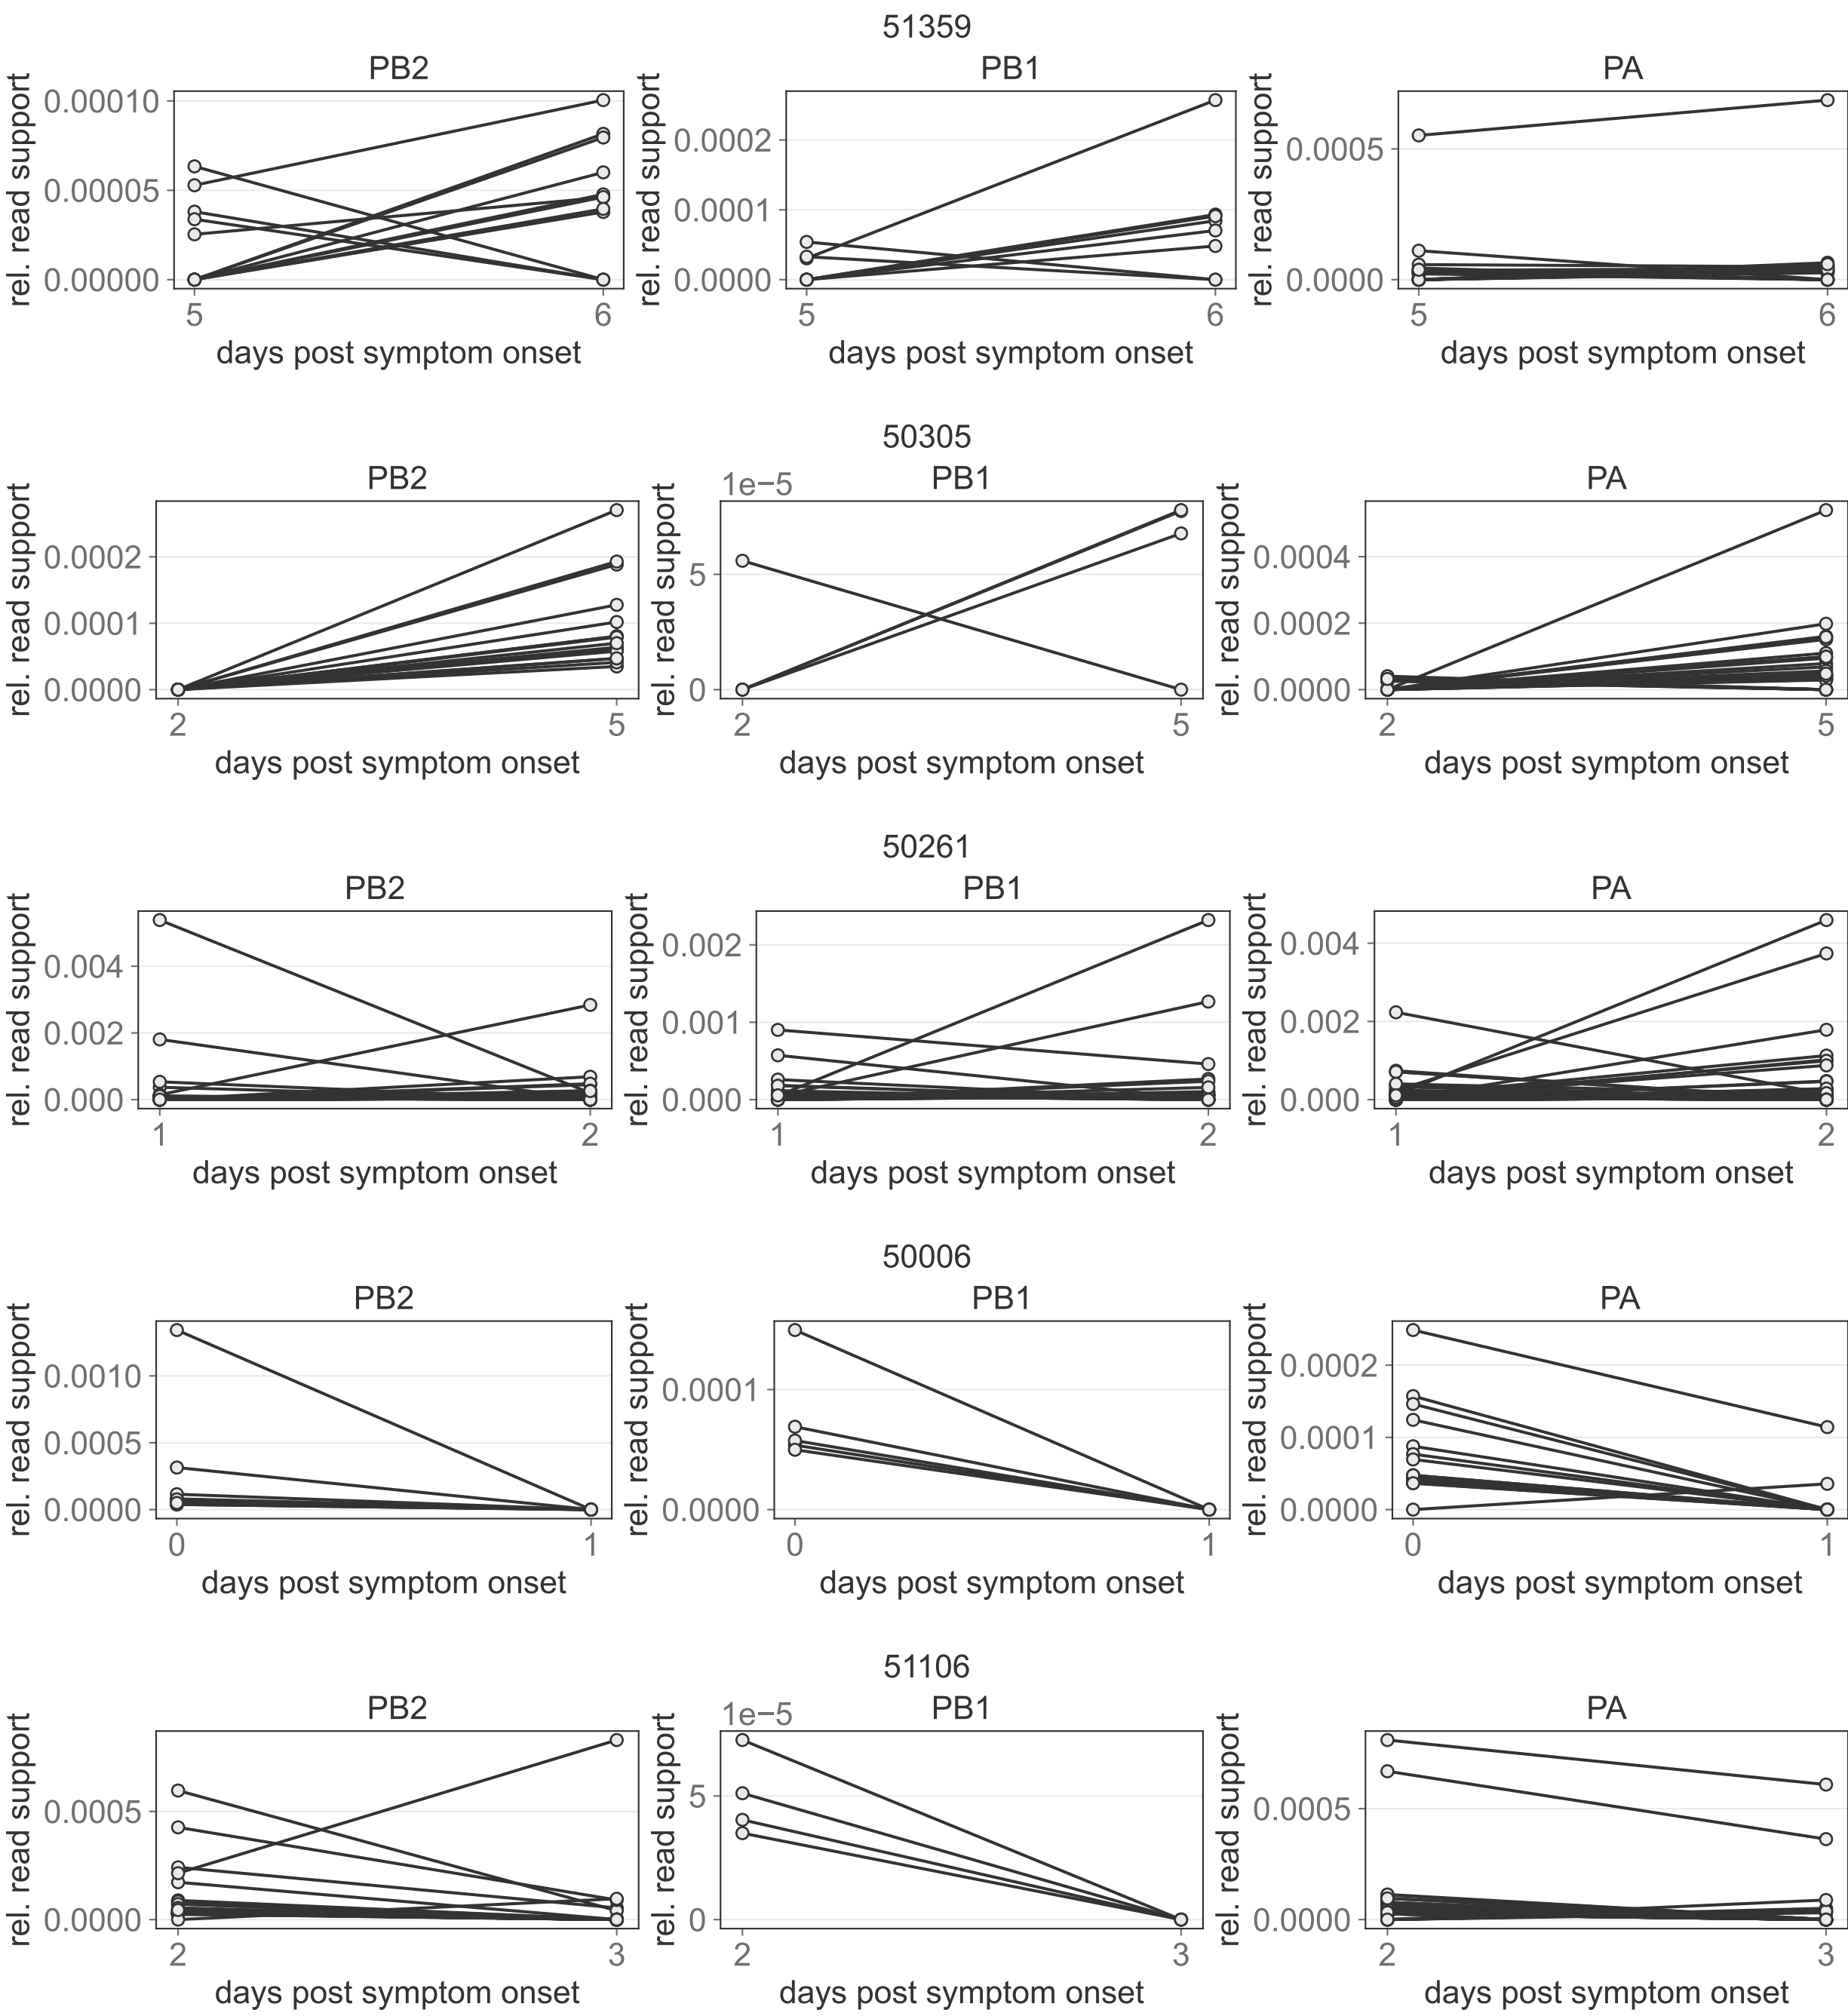 51359
PB2 PB1 PA
rel. read support 0.00010 0.00005 0.00000
rel. read support 0.0002 0.0001 0.0000
rel. read support 0.0005 0.0000
5 6 5 6 5 6
days post symptom onset days post symptom onset days post symptom onset
50305
PB2 PB1 PA
rel. read support 0.0002 0.0001 0.0000
rel. read support 1e−5 5 0
rel. read support 0.0004 0.0002 0.0000
2 5 2 5 2 5
days post symptom onset days post symptom onset days post symptom onset
50261
PB2 PB1 PA
rel. read support 0.004 0.002 0.000
rel. read support 0.002 0.001 0.000
rel. read support 0.004 0.002 0.000
1 2 1 2 1 2
days post symptom onset days post symptom onset days post symptom onset
50006
PB2 PB1 PA
rel. read support 0.0010 0.0005 0.0000
rel. read support 0.0001 0.0000
rel. read support 0.0002 0.0001 0.0000
0 1 0 1 0 1
days post symptom onset days post symptom onset days post symptom onset
51106
PB2 PB1 PA
rel. read support 0.0005 0.0000
rel. read support 1e−5 5 0
rel. read support 0.0005 0.0000
2 3 2 3 2 3
days post symptom onset days post symptom onset days post symptom onset